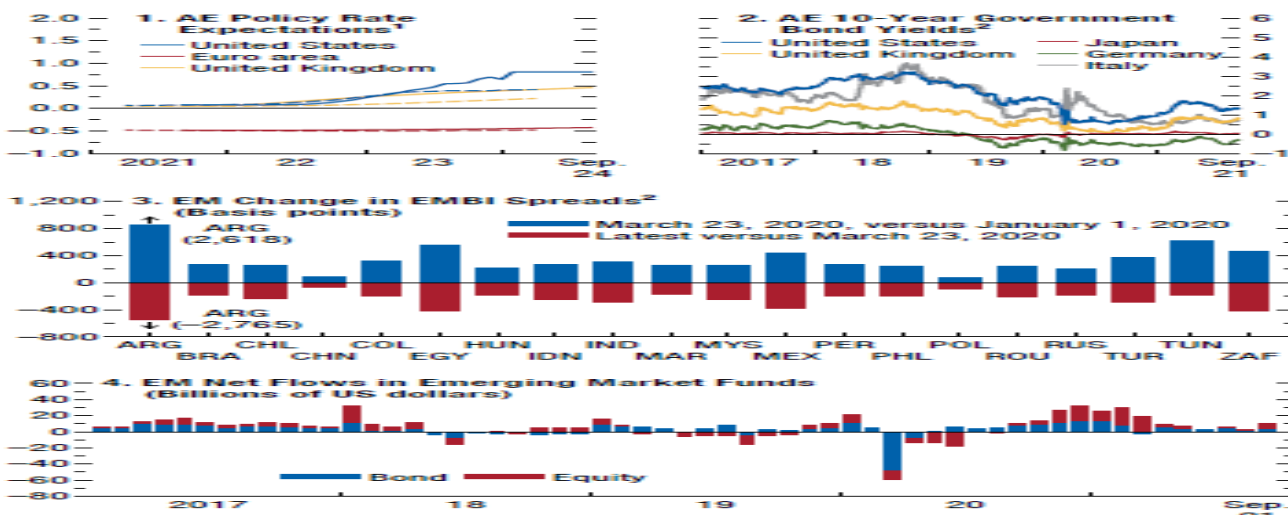 1. AE Policy Rate
Expectations¹
United States
Euro area
United Kingdom
2.0
1.5
1.0
0.5
0.0
−0.5
−1.0
2021 22 23 Sep.
24
2. AE 10-Year Government
Bond Yields²
United States
United Kingdom
Japan
Germany
Italy
6
5
4
3
2
1
0
−1
2017 18 19 20 Sep.
21
3. EM Change in EMBI Spreads²
(Basis points)
ARG
(2,618)
March 23, 2020, versus January 1, 2020
Latest versus March 23, 2020
1,200
800
400
0
−400
−800
ARG
(−2,765)
ARG CHL COL HUN IND MYS PER POL RUS TUN
BRA CHN EGY IDN MAR MEX PHL ROU TUR ZAF
4. EM Net Flows in Emerging Market Funds
(Billions of US dollars)
60
40
20
0
−20
−40
−60
−80
Bond Equity
2017 18 19 20 Sep.